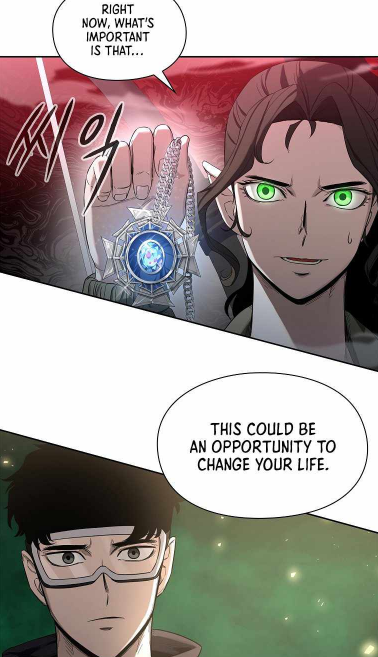 RIGHT
NOW, WHAT'S
IMPORTANT
IS THAT...
씨익
THIS COULD BE
AN OPPORTUNITY TO
CHANGE YOUR LIFE.